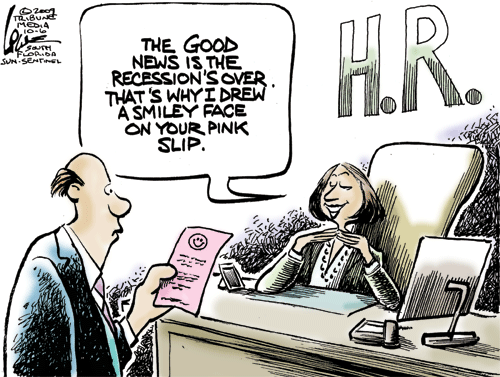 ©2009
TRIBUNE
MEDIA
10-6
SOUTH
FLORIDA
SUN-SENTINEL
THE GOOD
NEWS IS THE
RECESSION'S OVER.
THAT'S WHY I DREW
A SMILEY FACE
ON YOUR PINK
SLIP.
H.R.